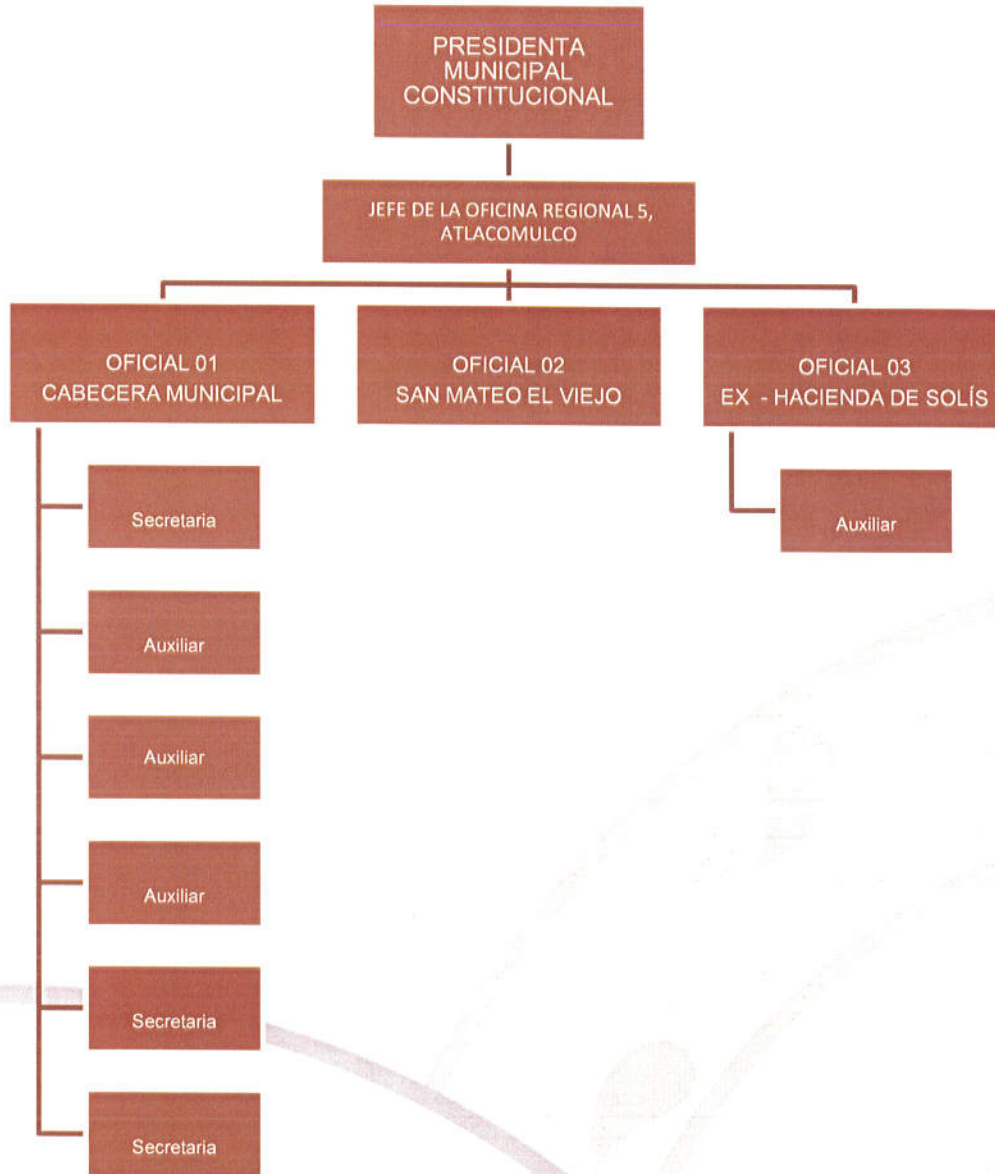 PRESIDENTA
MUNICIPAL
CONSTITUCIONAL
JEFE DE LA OFICINA REGIONAL 5,
ATLACOMULCO
OFICIAL 01
CABECERA MUNICIPAL
OFICIAL 02
SAN MATEO EL VIEJO
OFICIAL 03
EX - HACIENDA DE SOLÍS
Secretaria
Auxiliar
Auxiliar
Auxiliar
Secretaria
Secretaria
Auxiliar